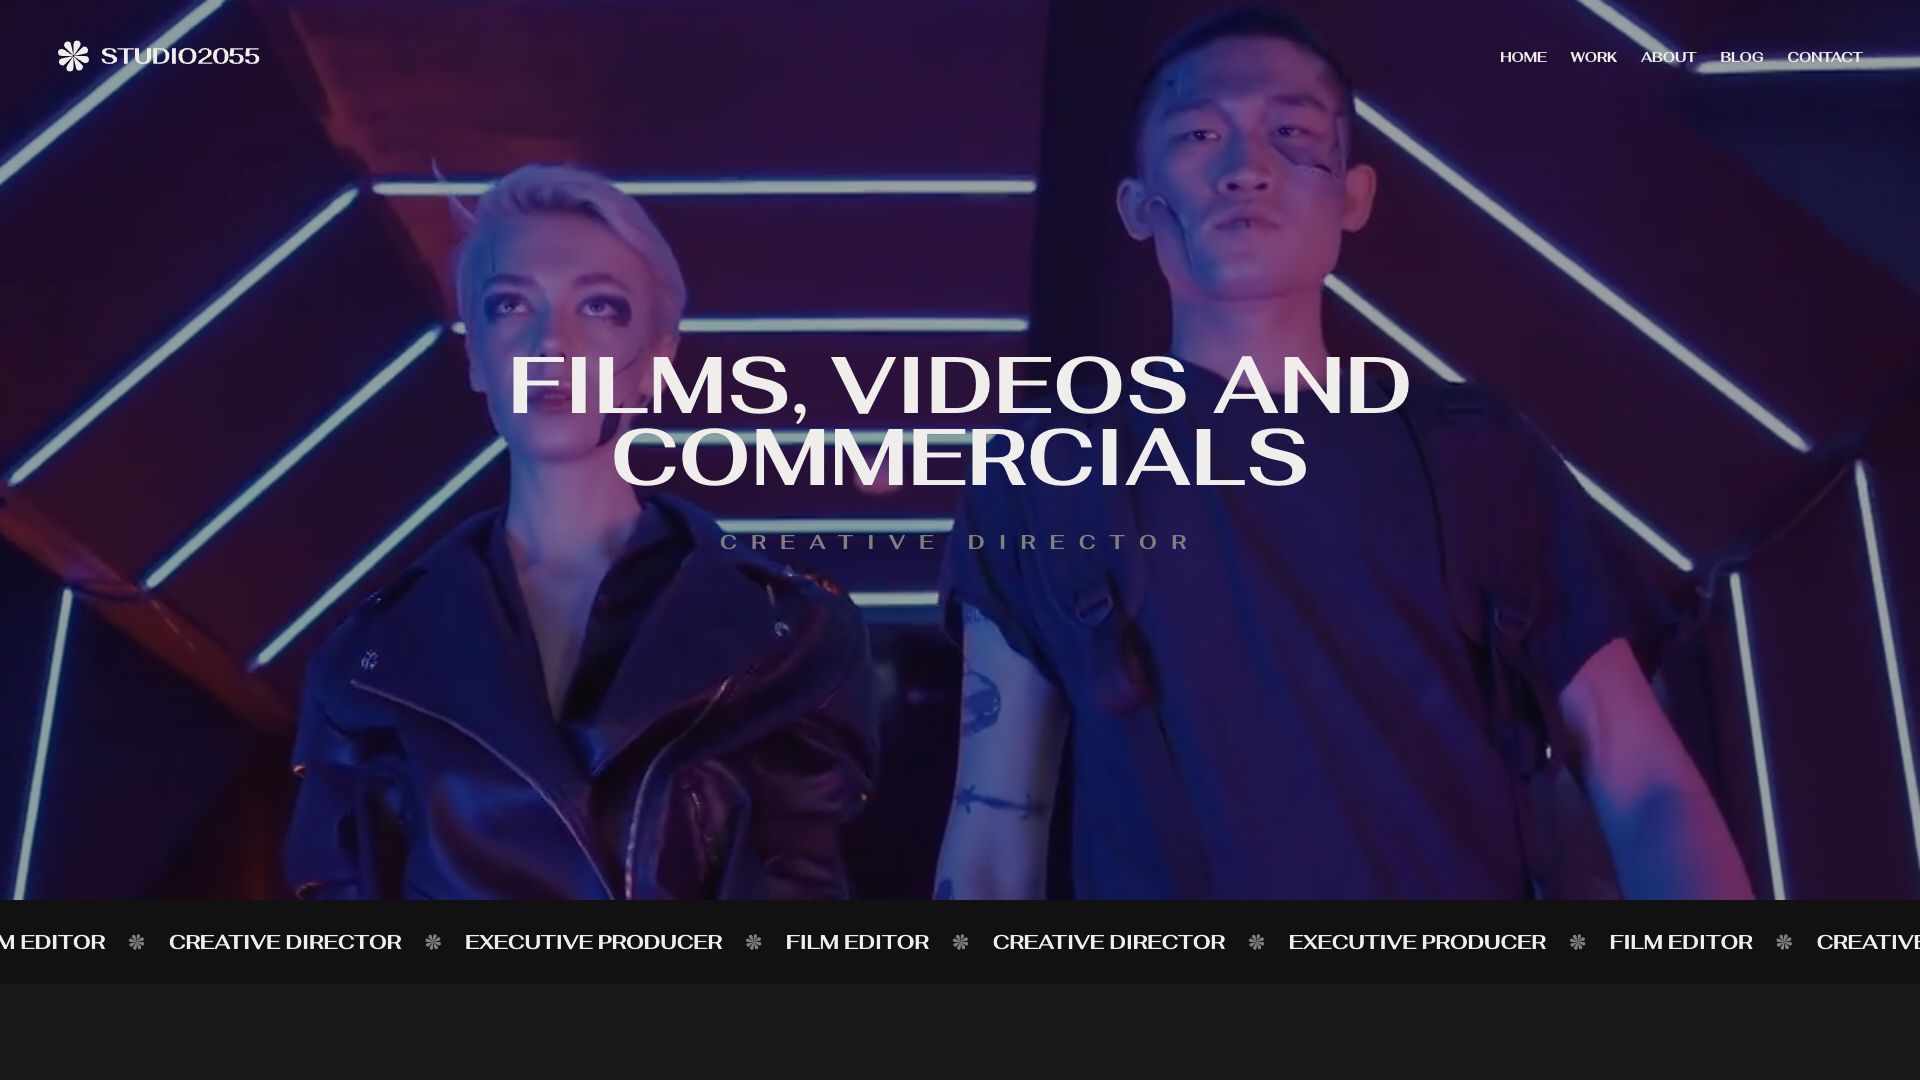 STUDIO2055
HOME WORK ABOUT BLOG CONTACT
FILMS, VIDEOS AND
COMMERCIALS
CREATIVE DIRECTOR
M EDITOR CREATIVE DIRECTOR EXECUTIVE PRODUCER FILM EDITOR CREATIVE DIRECTOR EXECUTIVE PRODUCER FILM EDITOR CREATIVE